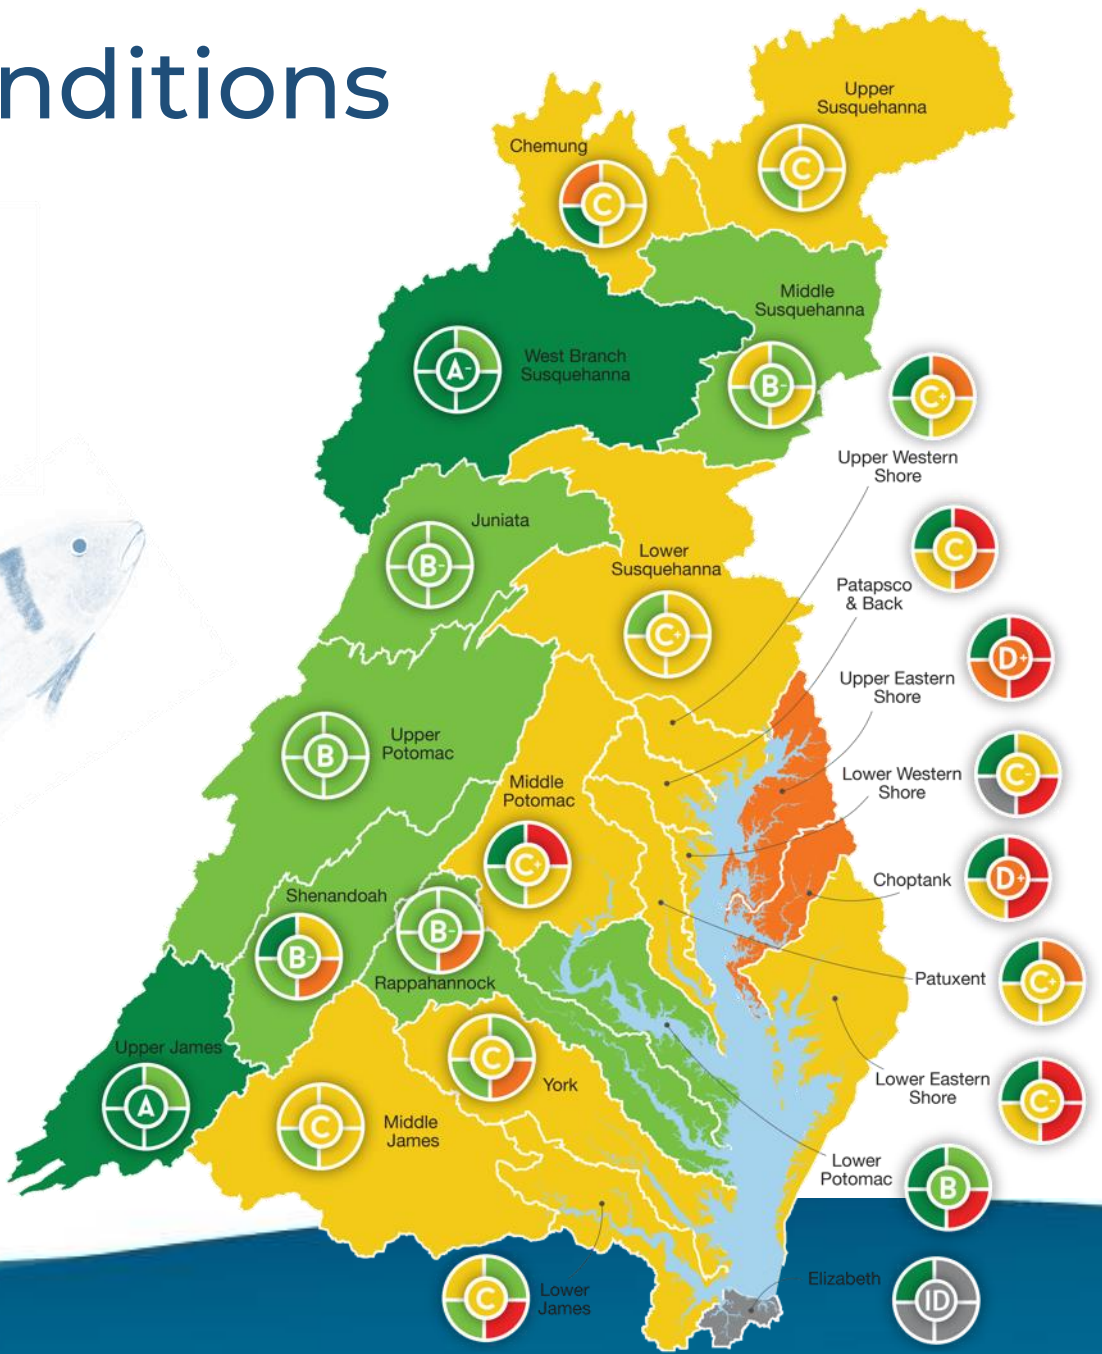 nditions
Upper
Susquehanna
C
Chemung
C
Middle
Susquehanna
B-
West Branch
Susquehanna
A-
C+
Upper Western
Shore
Juniata
B-
Lower
Susquehanna
C+
C
Patapsco
& Back
D+
Upper Eastern
Shore
Upper
Potomac
B
Middle
Potomac
C+
C-
Lower Western
Shore
Choptank
D+
Shenandoah
B-
B-
Rappahannock
Patuxent
C+
Upper James
A
York
C
Middle
James
C
Lower Eastern
Shore
C-
Lower
Potomac
B
Elizabeth
ID
Lower
James
C